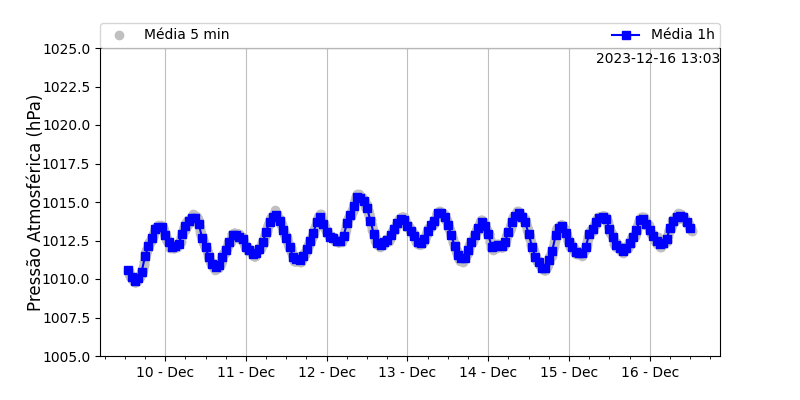 Média 5 min
Média 1h
2023-12-16 13:03
Pressão Atmosférica (hPa)
1025.0
1022.5
1020.0
1017.5
1015.0
1012.5
1010.0
1007.5
1005.0
10 - Dec
11 - Dec
12 - Dec
13 - Dec
14 - Dec
15 - Dec
16 - Dec